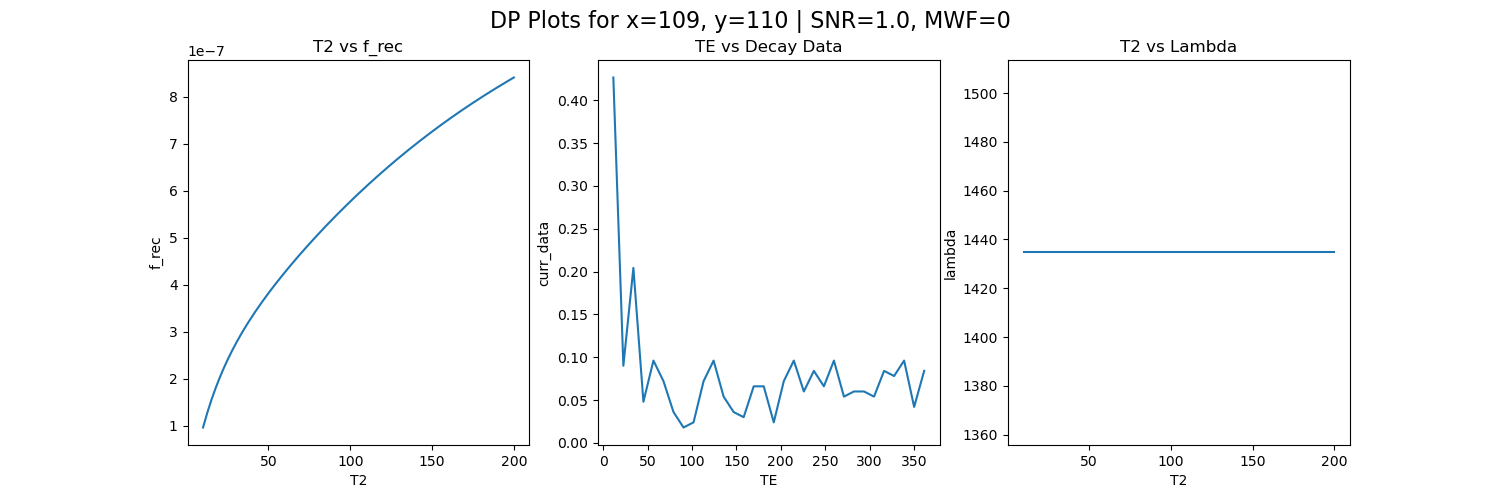 DP Plots for x=109, y=110 | SNR=1.0, MWF=0
T2 vs f_rec
1e−7
8
7
6
5
4
3
2
1
f_rec
50 100 150 200
T2
TE vs Decay Data
0.40
0.35
0.30
0.25
0.20
0.15
0.10
0.05
0.00
curr_data
0 50 100 150 200 250 300 350
TE
T2 vs Lambda
1500
1480
1460
1440
1420
1400
1380
1360
lambda
50 100 150 200
T2